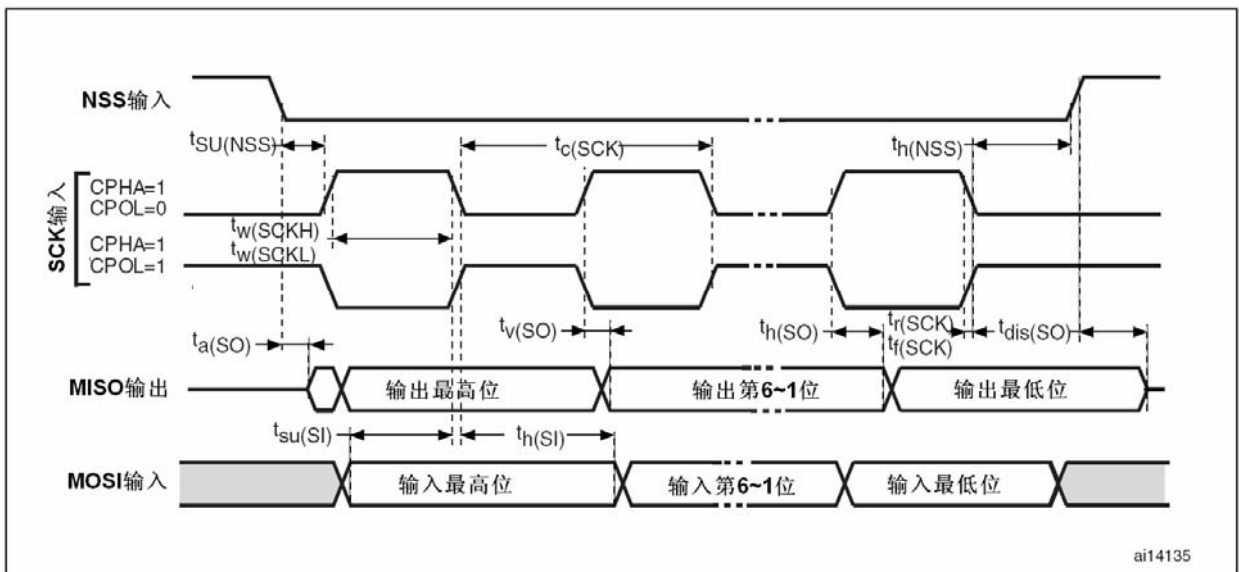 NSS输入
tSU(NSS)
tc(SCK)
th(NSS)
SCK输入
CPHA=1
CPOL=0
tw(SCKH)
tw(SCKL)
CPHA=1
CPOL=1
ta(SO)
tv(SO)
th(SO)
tr(SCK)
tf(SCK)
tdis(SO)
MISO输出
输出最高位
输出第6~1位
输出最低位
tsu(SI)
th(SI)
MOSI输入
输入最高位
输入第6~1位
输入最低位
ai14135